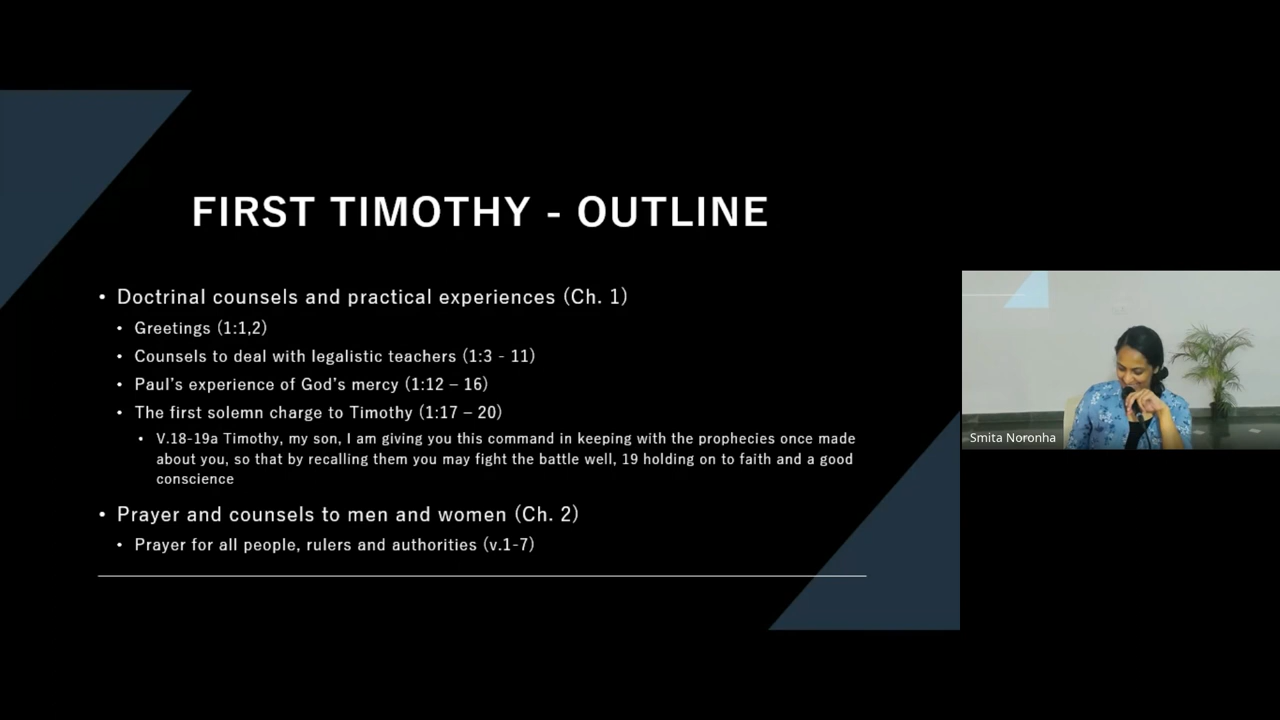 FIRST TIMOTHY - OUTLINE
• Doctrinal counsels and practical experiences (Ch. 1)
• Greetings (1:1,2)
• Counsels to deal with legalistic teachers (1:3 - 11)
• Paul's experience of God's mercy (1:12 – 16)
• The first solemn charge to Timothy (1:17 – 20)
• V.18-19a Timothy, my son, I am giving you this command in keeping with the prophecies once made
about you, so that by recalling them you may fight the battle well, 19 holding on to faith and a good
conscience
• Prayer and counsels to men and women (Ch. 2)
• Prayer for all people, rulers and authorities (v.1-7)
Smita Noronha